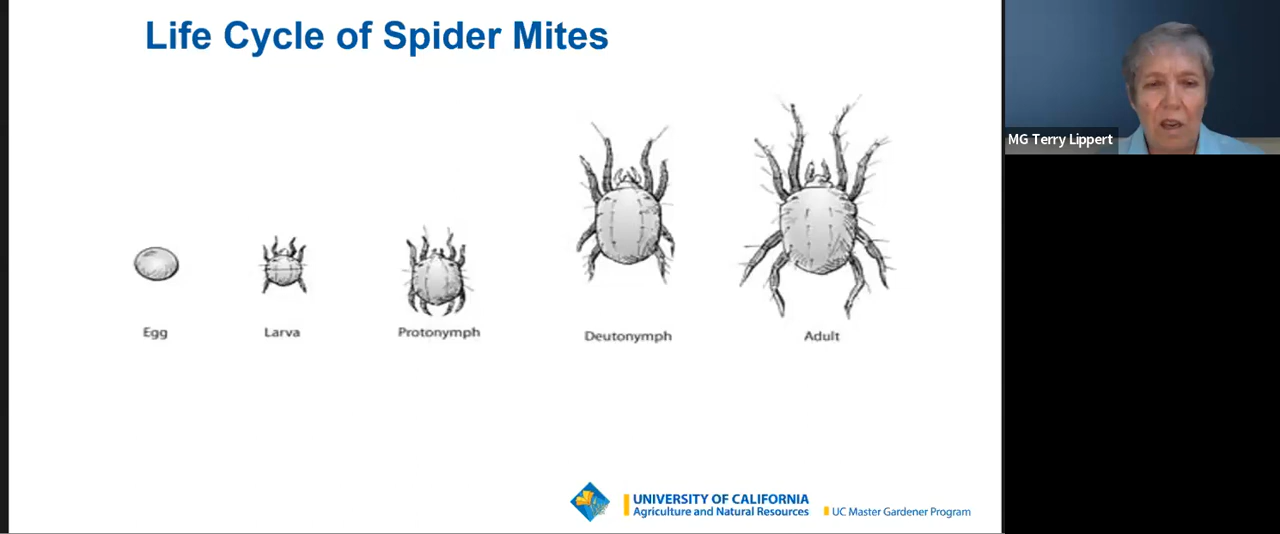 Life Cycle of Spider Mites
MG Terry Lippert
Egg
Larva
Protonymph
Deutonymph
Adult
UNIVERSITY OF CALIFORNIA
Agriculture and Natural Resources
UC Master Gardener Program